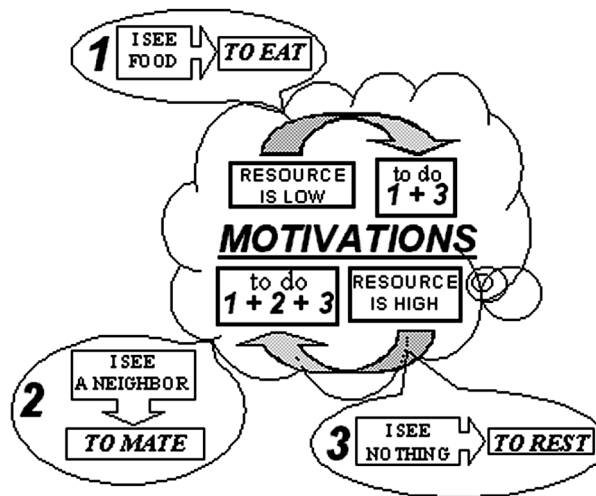 1
I SEE
FOOD
TO EAT
RESOURCE
IS LOW
to do
1 + 3
MOTIVATIONS
to do
1 + 2 + 3
RESOURCE
IS HIGH
2
I SEE
A NEIGHBOR
TO MATE
3
I SEE
NOTHING
TO REST